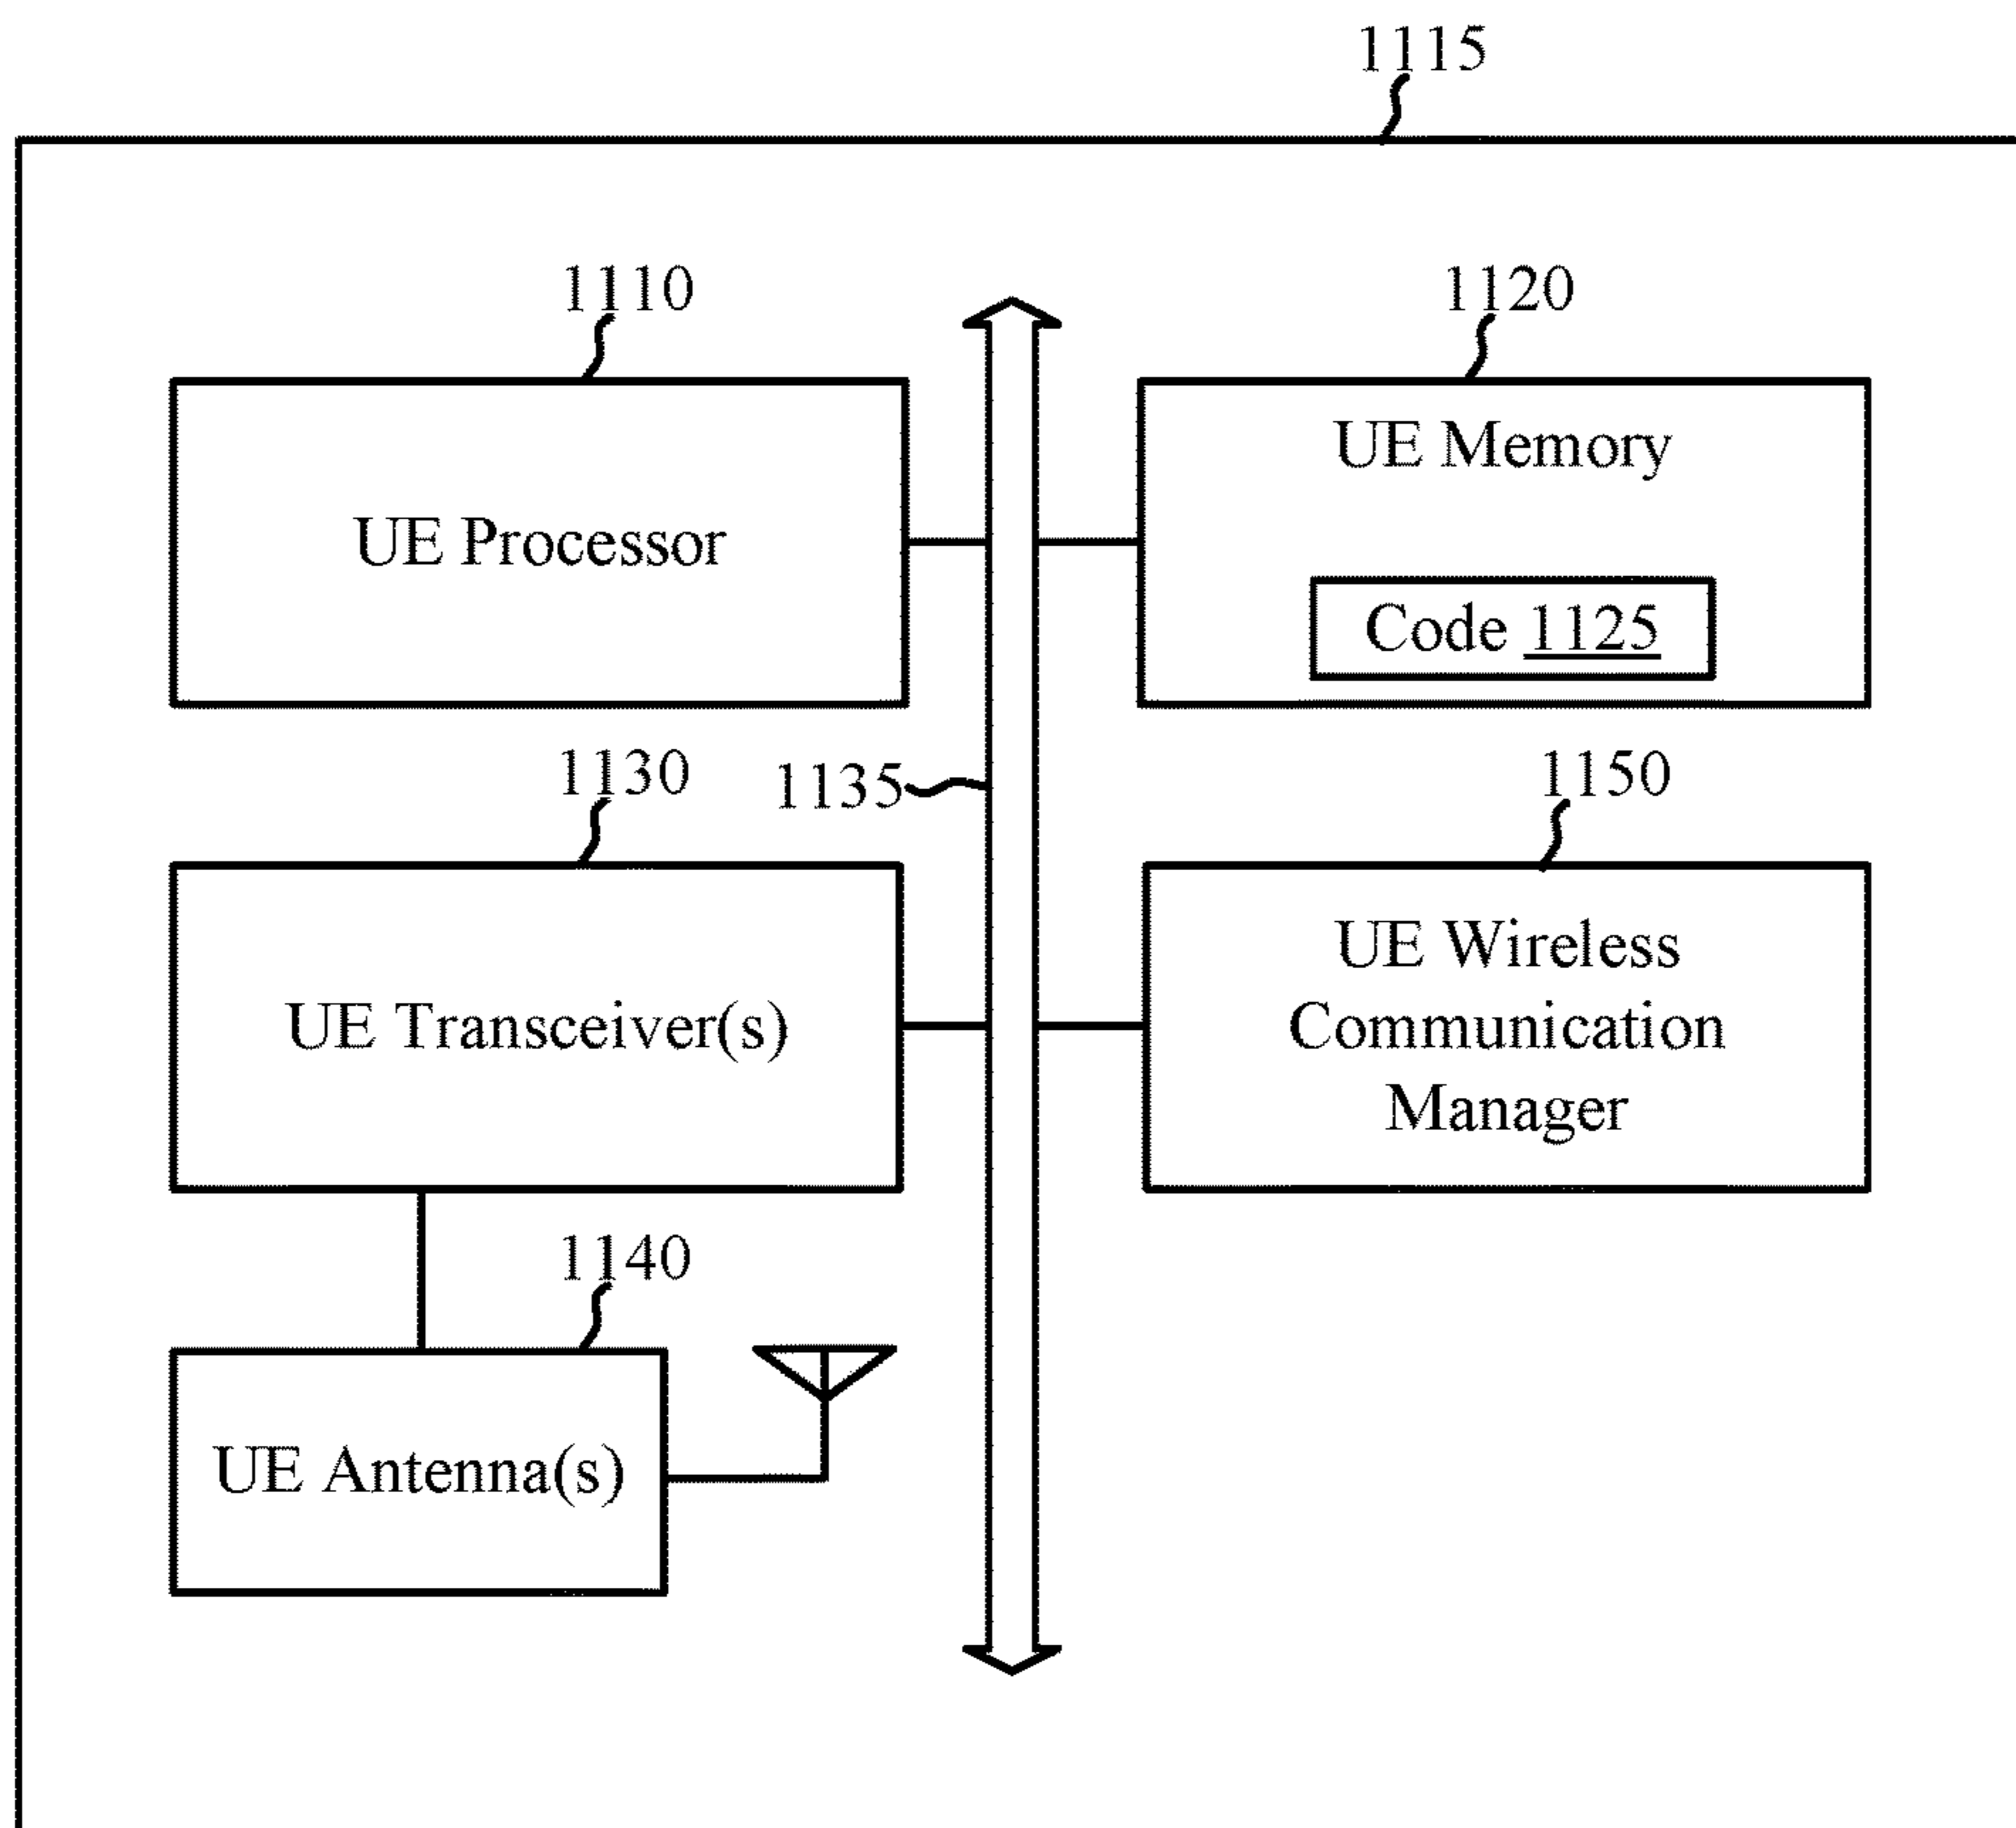 1115
1110
1120
UE Processor
UE Memory
Code 1125
1130
1135
1150
UE Transceiver(s)
UE Wireless
Communication
Manager
1140
UE Antenna(s)